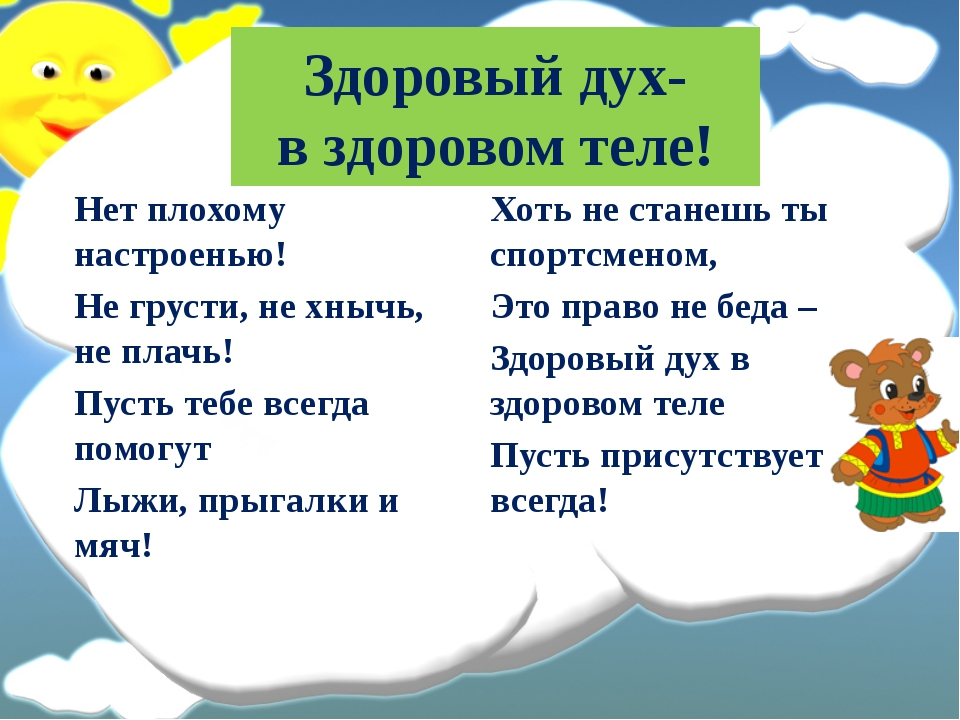 Здоровый дух-
в здоровом теле!
Нет плохому
настроенью!
Не грусти, не хнычь,
не плачь!
Пусть тебе всегда
помогут
Лыжи, прыгалки и
мяч!
Хоть не станешь ты
спортсменом,
Это право не беда –
Здоровый дух в
здоровом теле
Пусть присутствует
всегда!